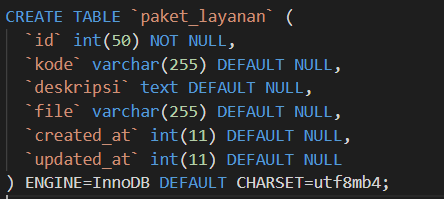 CREATE TABLE `paket_layanan` (
  `id` int(50) NOT NULL,
  `kode` varchar(255) DEFAULT NULL,
  `deskripsi` text DEFAULT NULL,
  `file` varchar(255) DEFAULT NULL,
  `created_at` int(11) DEFAULT NULL,
  `updated_at` int(11) DEFAULT NULL
) ENGINE=InnoDB DEFAULT CHARSET=utf8mb4;